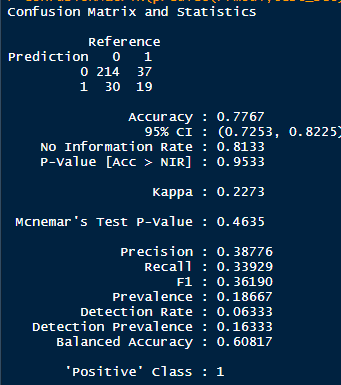 Confusion Matrix and Statistics
Reference
Prediction 0 1
0 214 37
1 30 19
Accuracy : 0.7767
95% CI : (0.7253, 0.8225)
No Information Rate : 0.8133
P-Value [Acc > NIR] : 0.9533
Kappa : 0.2273
Mcnemar's Test P-Value : 0.4635
Precision : 0.38776
Recall : 0.33929
F1 : 0.36190
Prevalence : 0.18667
Detection Rate : 0.06333
Detection Prevalence : 0.16333
Balanced Accuracy : 0.60817
'Positive' Class : 1